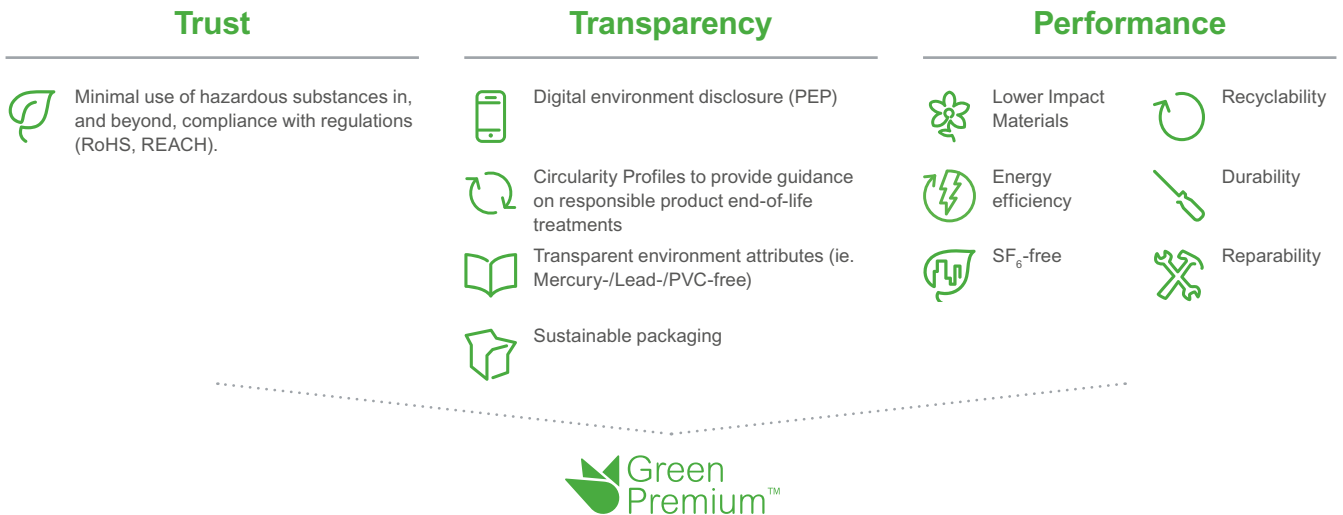 Trust
Minimal use of hazardous substances in,
and beyond, compliance with regulations
(RoHS, REACH).
Transparency
Digital environment disclosure (PEP)
Circularity Profiles to provide guidance
on responsible product end-of-life
treatments
Transparent environment attributes (ie.
Mercury-/Lead-/PVC-free)
Sustainable packaging
Performance
Lower Impact
Materials
Recyclability
Energy
efficiency
Durability
SF₆-free
Reparability
Green
Premium™